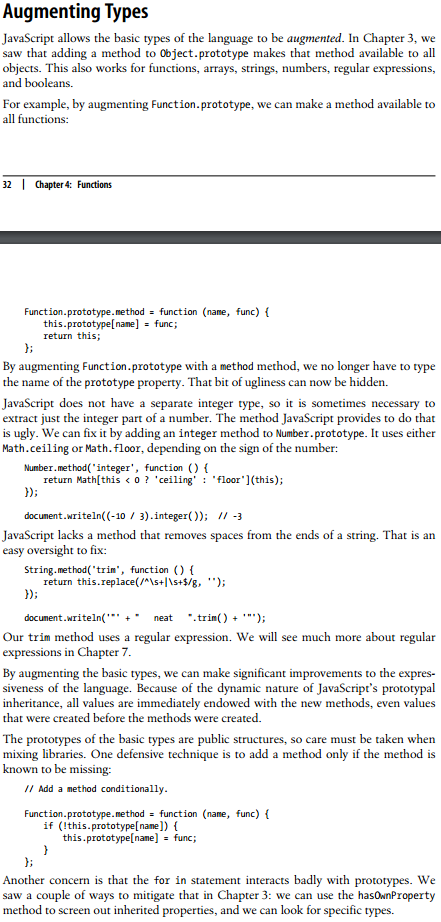 Augmenting Types
JavaScript allows the basic types of the language to be augmented. In Chapter 3, we
saw that adding a method to Object.prototype makes that method available to all
objects. This also works for functions, arrays, strings, numbers, regular expressions,
and booleans.
For example, by augmenting Function.prototype, we can make a method available to
all functions:
32 | Chapter 4: Functions
Function.prototype.method = function (name, func) {
    this.prototype[name] = func;
    return this;
};
By augmenting Function.prototype with a method method, we no longer have to type
the name of the prototype property. That bit of ugliness can now be hidden.
JavaScript does not have a separate integer type, so it is sometimes necessary to
extract just the integer part of a number. The method JavaScript provides to do that
is ugly. We can fix it by adding an integer method to Number.prototype. It uses either
Math.ceiling or Math.floor, depending on the sign of the number:
Number.method('integer', function () {
    return Math[this < 0 ? 'ceiling' : 'floor'](this);
});
document.writeln((-10 / 3).integer()); // -3
JavaScript lacks a method that removes spaces from the ends of a string. That is an
easy oversight to fix:
String.method('trim', function () {
    return this.replace(/^\s+|\s+$/g, '');
});
document.writeln('"' + "   neat   ".trim() + '"');
Our trim method uses a regular expression. We will see much more about regular
expressions in Chapter 7.
By augmenting the basic types, we can make significant improvements to the expres-
siveness of the language. Because of the dynamic nature of JavaScript's prototypal
inheritance, all values are immediately endowed with the new methods, even values
that were created before the methods were created.
The prototypes of the basic types are public structures, so care must be taken when
mixing libraries. One defensive technique is to add a method only if the method is
known to be missing:
// Add a method conditionally.
Function.prototype.method = function (name, func) {
    if (!this.prototype[name]) {
        this.prototype[name] = func;
    }
};
Another concern is that the for in statement interacts badly with prototypes. We
saw a couple of ways to mitigate that in Chapter 3: we can use the hasOwnProperty
method to screen out inherited properties, and we can look for specific types.